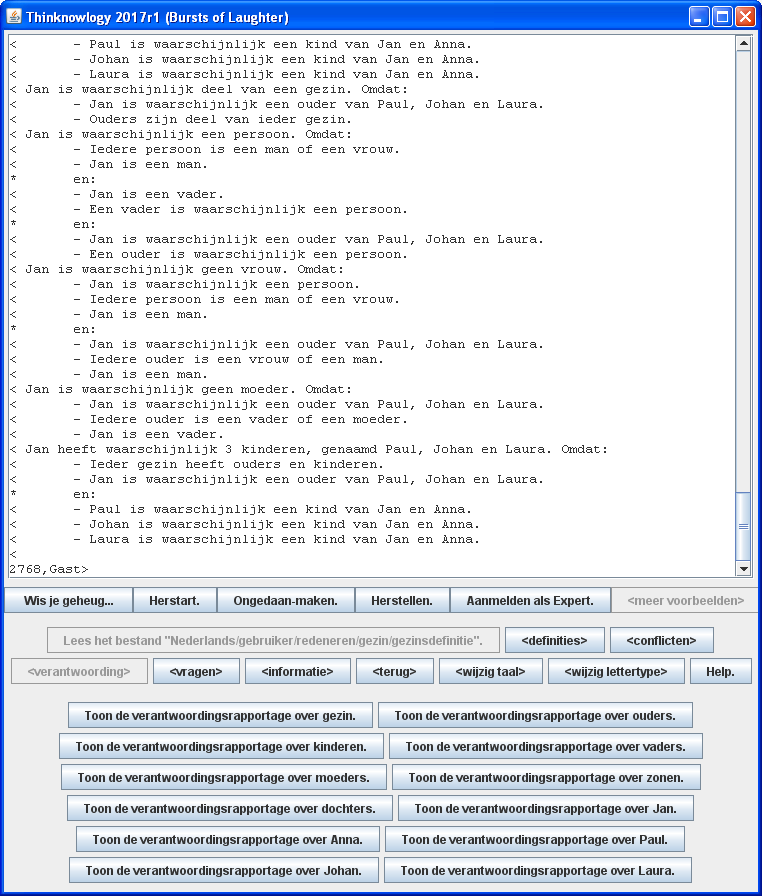 Thinknowlogy 2017r1 (Bursts of Laughter)
<       - Paul is waarschijnlijk een kind van Jan en Anna.
<       - Johan is waarschijnlijk een kind van Jan en Anna.
<       - Laura is waarschijnlijk een kind van Jan en Anna.
< Jan is waarschijnlijk deel van een gezin. Omdat:
<       - Jan is waarschijnlijk een ouder van Paul, Johan en Laura.
<       - Ouders zijn deel van ieder gezin.
< Jan is waarschijnlijk een persoon. Omdat:
<       - Iedere persoon is een man of een vrouw.
<       - Jan is een man.
*       en:
<       - Jan is een vader.
<       - Een vader is waarschijnlijk een persoon.
*       en:
<       - Jan is waarschijnlijk een ouder van Paul, Johan en Laura.
<       - Een ouder is waarschijnlijk een persoon.
< Jan is waarschijnlijk geen vrouw. Omdat:
<       - Jan is waarschijnlijk een persoon.
<       - Iedere persoon is een man of een vrouw.
<       - Jan is een man.
*       en:
<       - Jan is waarschijnlijk een ouder van Paul, Johan en Laura.
<       - Iedere ouder is een vrouw of een man.
<       - Jan is een man.
< Jan is waarschijnlijk geen moeder. Omdat:
<       - Jan is waarschijnlijk een ouder van Paul, Johan en Laura.
<       - Iedere ouder is een vader of een moeder.
<       - Jan is een vader.
< Jan heeft waarschijnlijk 3 kinderen, genaamd Paul, Johan en Laura. Omdat:
<       - Ieder gezin heeft ouders en kinderen.
<       - Jan is waarschijnlijk een ouder van Paul, Johan en Laura.
*       en:
<       - Paul is waarschijnlijk een kind van Jan en Anna.
<       - Johan is waarschijnlijk een kind van Jan en Anna.
<       - Laura is waarschijnlijk een kind van Jan en Anna.
<
2768,Gast>
Wis je geheug... Herstart. Ongedaan-maken. Herstellen. Aanmelden als Expert. <meer voorbeelden>
Lees het bestand "Nederlands/gebruiker/redeneren/gezin/gezinsdefinitie". <definities> <conflicten>
<verantwoording> <vragen> <informatie> <terug> <wijzig taal> <wijzig lettertype> Help.
Toon de verantwoordingsrapportage over gezin. Toon de verantwoordingsrapportage over ouders.
Toon de verantwoordingsrapportage over kinderen. Toon de verantwoordingsrapportage over vaders.
Toon de verantwoordingsrapportage over moeders. Toon de verantwoordingsrapportage over zonen.
Toon de verantwoordingsrapportage over dochters. Toon de verantwoordingsrapportage over Jan.
Toon de verantwoordingsrapportage over Anna. Toon de verantwoordingsrapportage over Paul.
Toon de verantwoordingsrapportage over Johan. Toon de verantwoordingsrapportage over Laura.